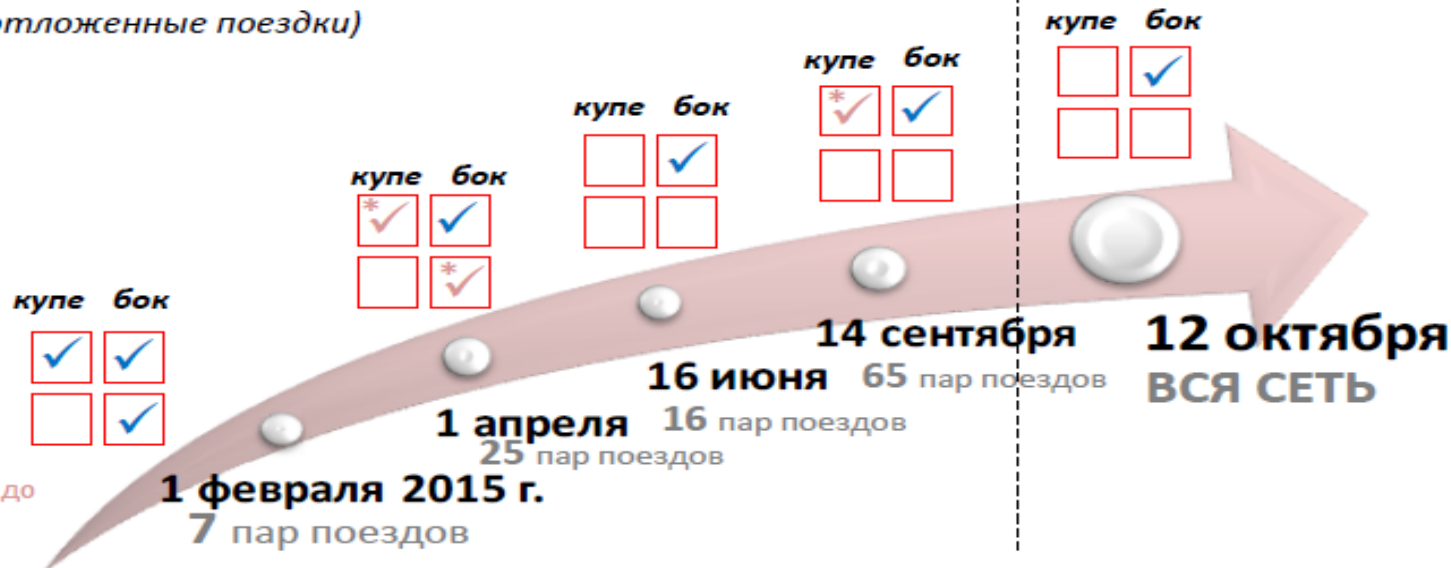 отложенные поездки)
купе бок
купе бок
купе бок
*
купе бок
*
*
купе бок
14 сентября
65 пар поездов
12 октября
ВСЯ СЕТЬ
16 июня
16 пар поездов
1 апреля
25 пар поездов
до
1 февраля 2015 г.
7 пар поездов